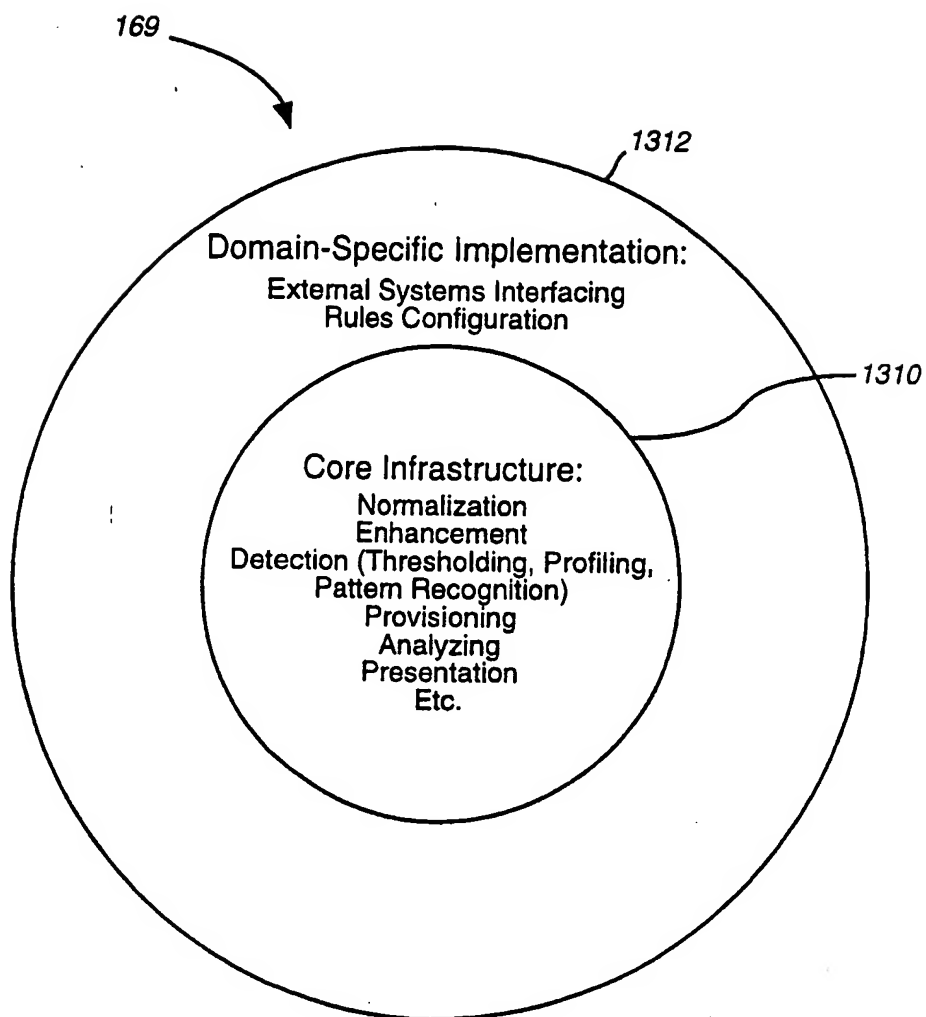 169
1312
Domain-Specific Implementation:
External Systems Interfacing
Rules Configuration
1310
Core Infrastructure:
Normalization
Enhancement
Detection (Thresholding, Profiling,
Pattern Recognition)
Provisioning
Analyzing
Presentation
Etc.